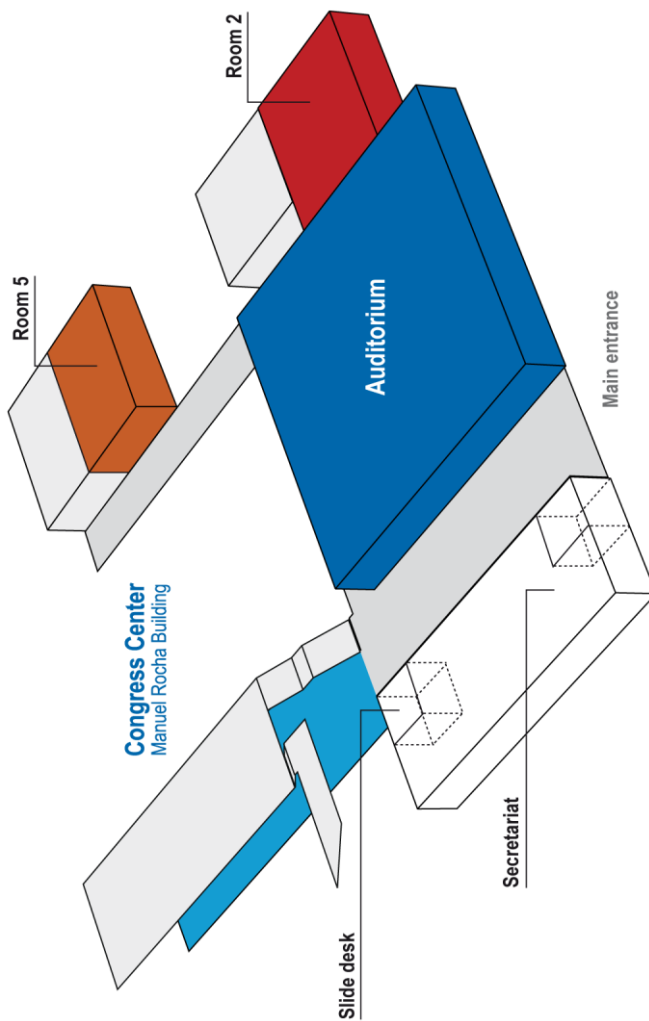 Congress Center
Manuel Rocha Building
Room 5
Room 2
Auditorium
Main entrance
Slide desk
Secretariat